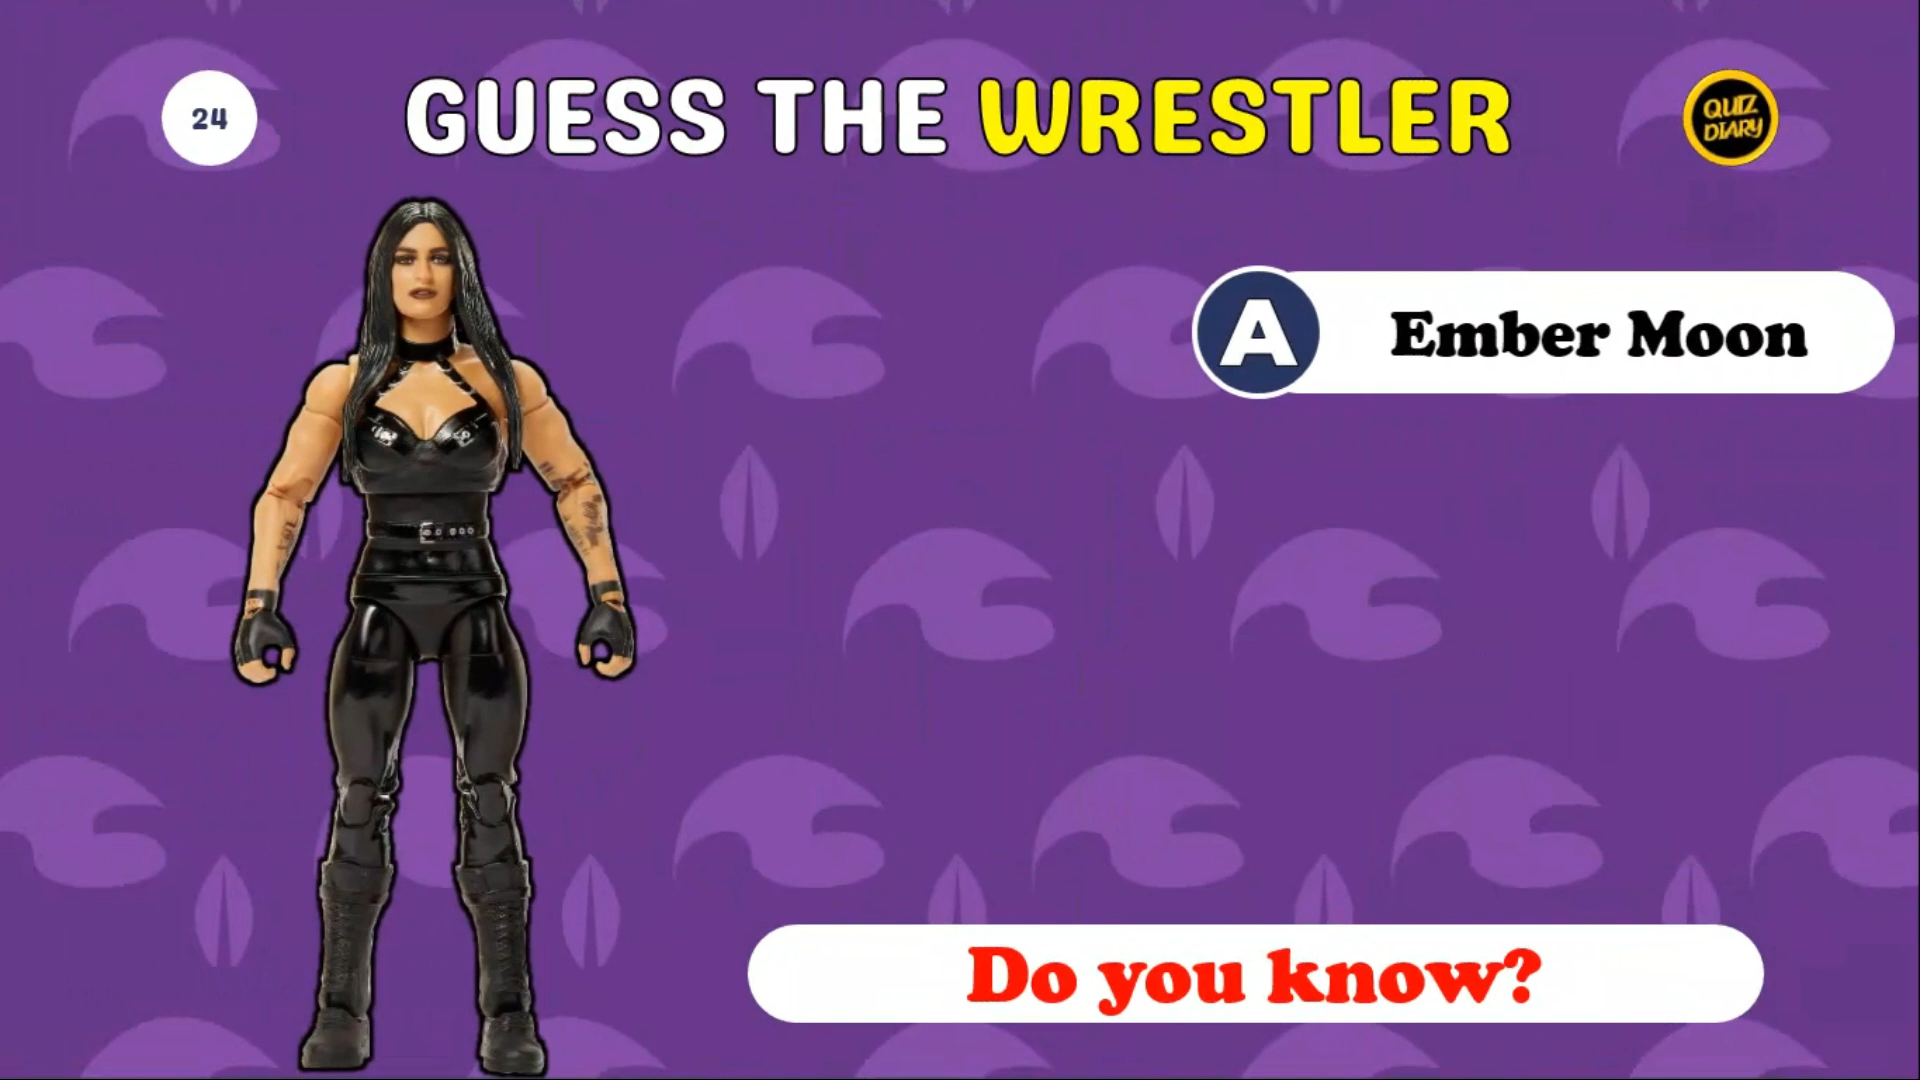 24
GUESS THE WRESTLER
QUIZ
DIARY
A
Ember Moon
Do you know?